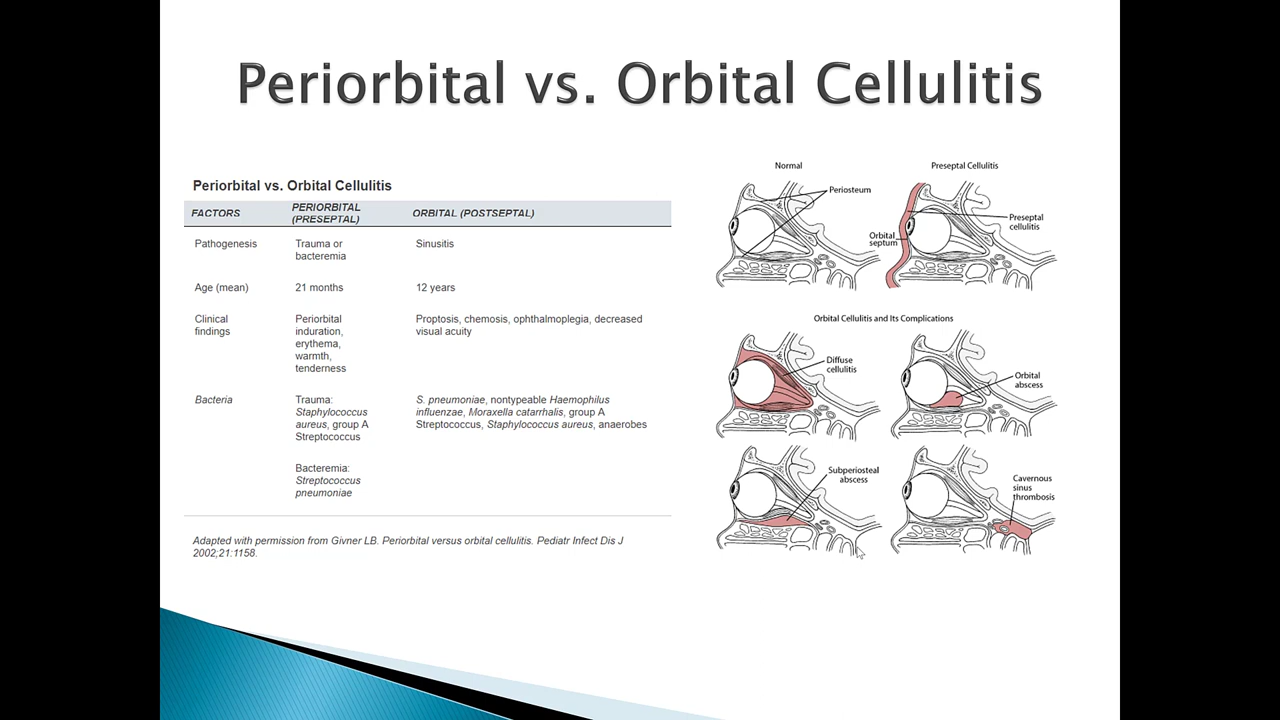 Periorbital vs. Orbital Cellulitis
Periorbital vs. Orbital Cellulitis
FACTORS
PERIORBITAL
(PRESEPTAL)
ORBITAL (POSTSEPTAL)
Pathogenesis
Trauma or
bacteremia
Sinusitis
Age (mean)
21 months
12 years
Clinical
findings
Periorbital
induration,
erythema,
warmth,
tenderness
Proptosis, chemosis, ophthalmoplegia, decreased
visual acuity
Bacteria
Trauma:
Staphylococcus
aureus, group A
Streptococcus
Bacteremia:
Streptococcus
pneumoniae
S. pneumoniae, nontypeable Haemophilus
influenzae, Moraxella catarrhalis, group A
Streptococcus, Staphylococcus aureus, anaerobes
Adapted with permission from Givner LB. Periorbital versus orbital cellulitis. Pediatr Infect Dis J
2002;21:1158.
Normal
Periosteum
Preseptal Cellulitis
Preseptal
cellulitis
Orbital
septum
Orbital Cellulitis and Its Complications
Diffuse
cellulitis
Orbital
abscess
Subperiosteal
abscess
Cavernous
sinus
thrombosis